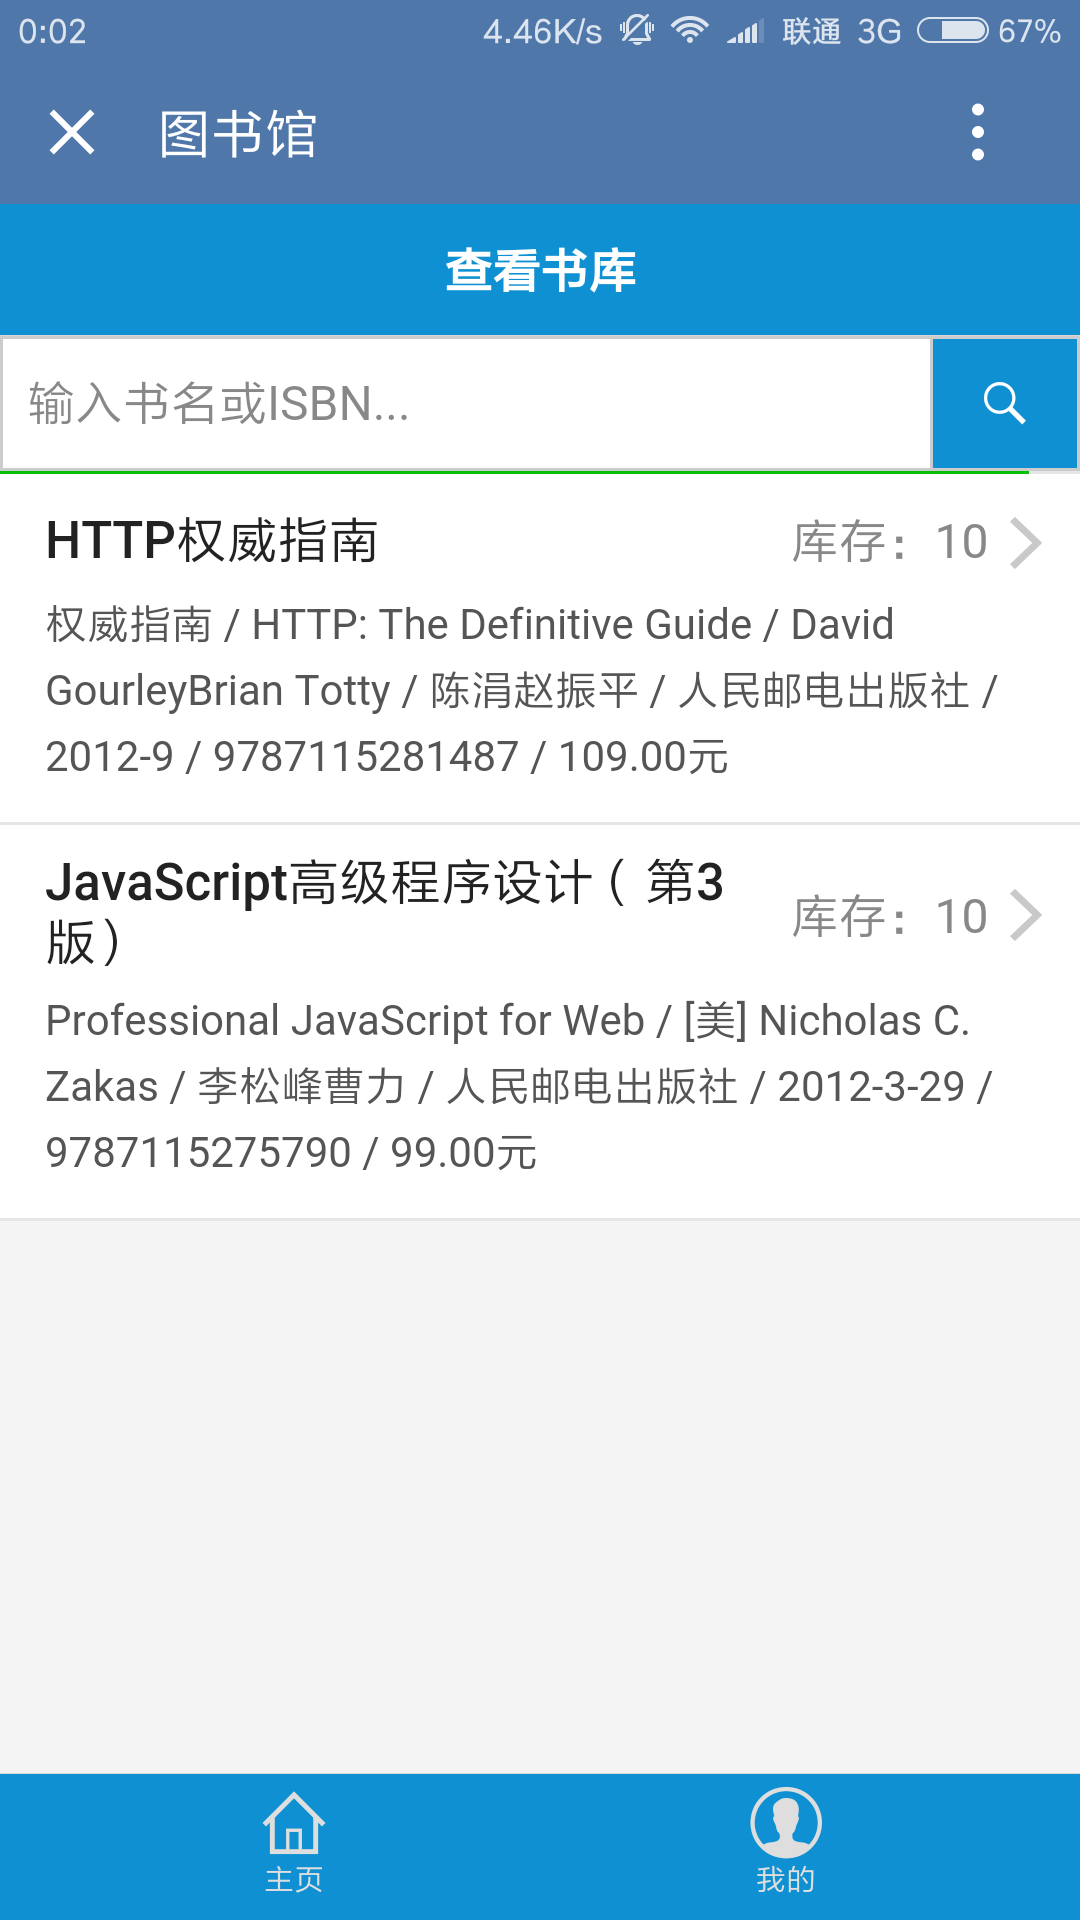 0:02 4.46K/s 联通 3G 67%
图书馆
查看书库
输入书名或ISBN...
HTTP权威指南 库存：10
权威指南 / HTTP: The Definitive Guide / David
GourleyBrian Totty / 陈涓赵振平 / 人民邮电出版社 /
2012-9 / 9787115281487 / 109.00元
JavaScript高级程序设计（第3
版） 库存：10
Professional JavaScript for Web / [美] Nicholas C.
Zakas / 李松峰曹力 / 人民邮电出版社 / 2012-3-29 /
9787115275790 / 99.00元
主页 我的